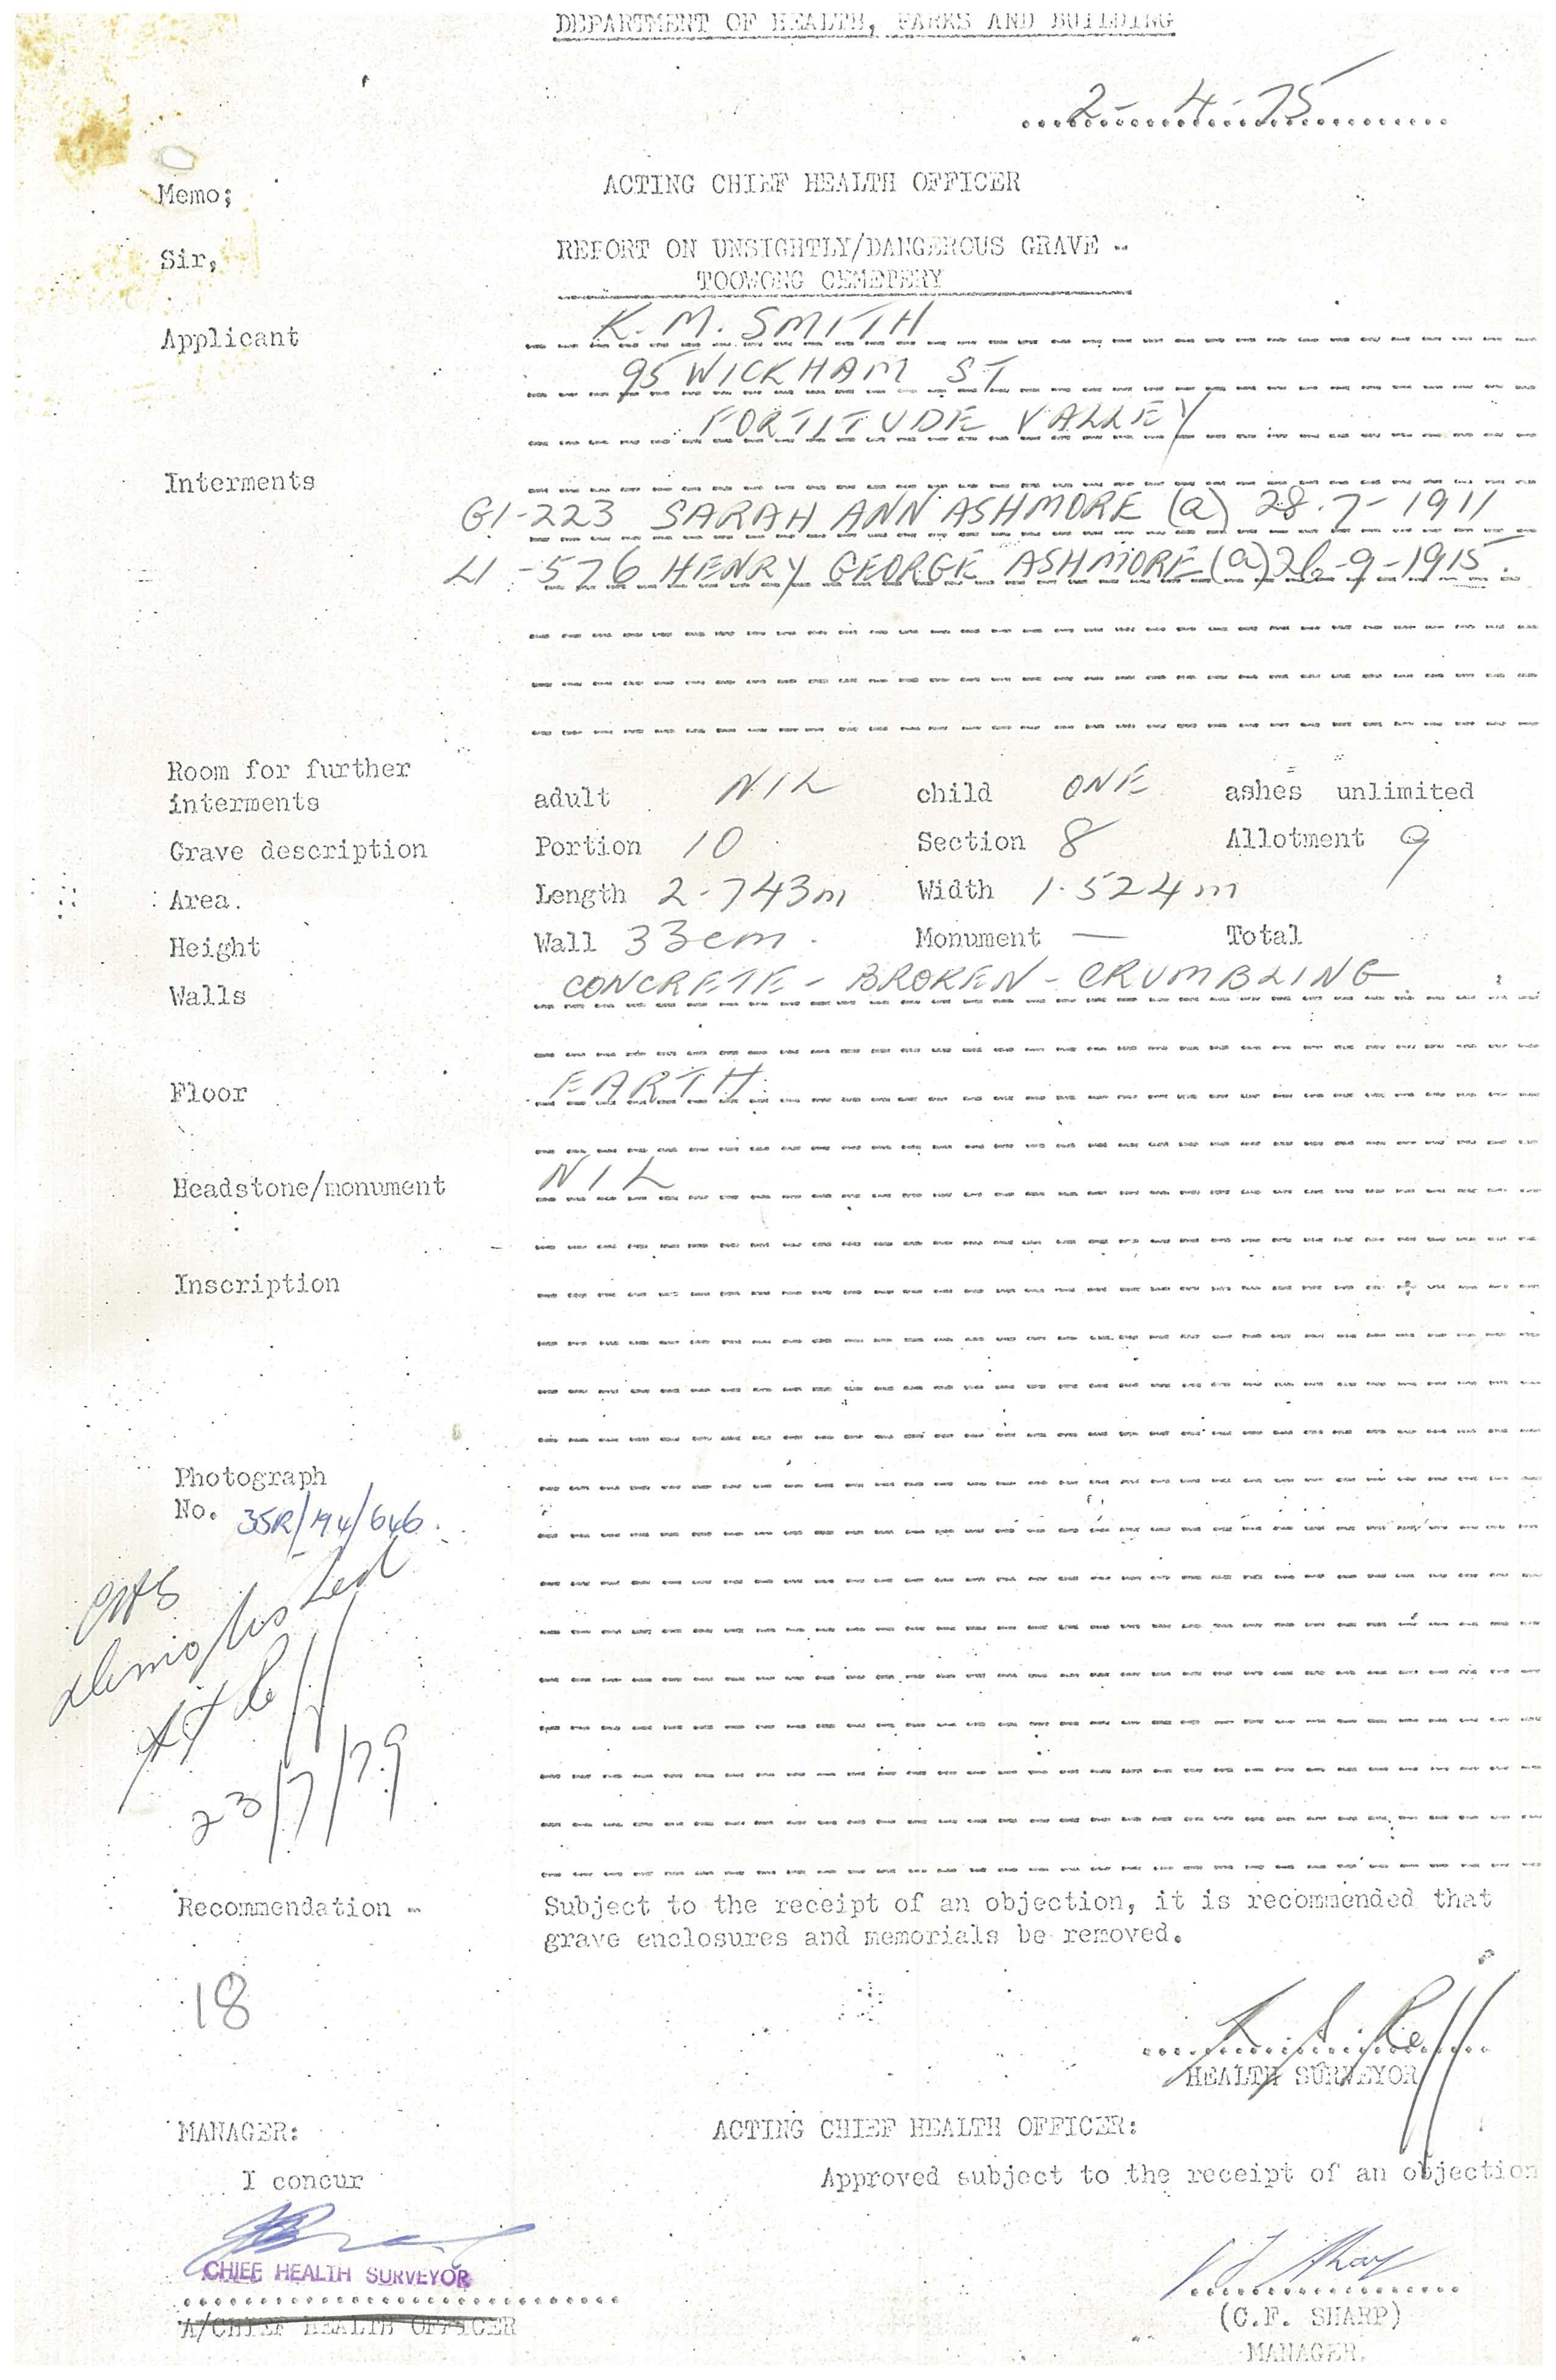 DEPARTMENT OF HEALTH, PARKS AND BUILDING
2-4-75
Memo; ACTING CHIEF HEALTH OFFICER
Sir, REPORT ON UNSIGHTLY/DANGEROUS GRAVE -
TOOWONG CEMETERY
Applicant K. M. SMITH
95 WICKHAM ST
FORTITUDE VALLEY
Interments
G1-223 SARAH ANN ASHMORE (a) 28.7-1911
L1-576 HENRY GEORGE ASHMORE (a) 26-9-1915.
Room for further
interments adult NIL child ONE ashes unlimited
Grave description Portion 10 Section 8 Allotment 9
Area. Length 2.743m Width 1.524m
Height Wall 33cm. Monument — Total
Walls CONCRETE - BROKEN - CRUMBLING
Floor EARTH.
Headstone/monument NIL
Inscription
Photograph
No. 35R/194/646.
demolished
23/7/79
Recommendation - Subject to the receipt of an objection, it is recommended that
grave enclosures and memorials be removed.
18
HEALTH SURVEYOR
MANAGER: ACTING CHIEF HEALTH OFFICER:
I concur Approved subject to the receipt of an objection
CHIEF HEALTH SURVEYOR
A/CHIEF HEALTH OFFICER
(C.F. SHARP)
MANAGER.